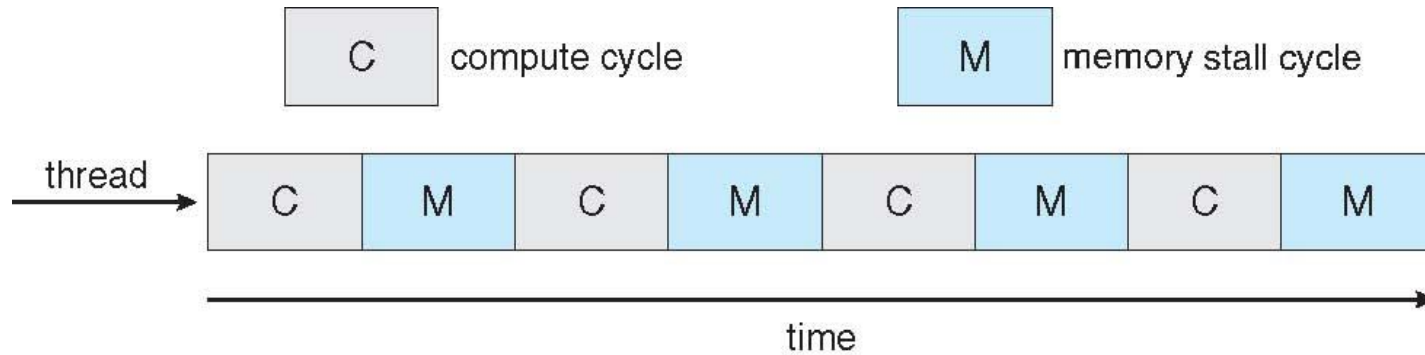 C compute cycle M memory stall cycle
thread
C M C M C M C M
time